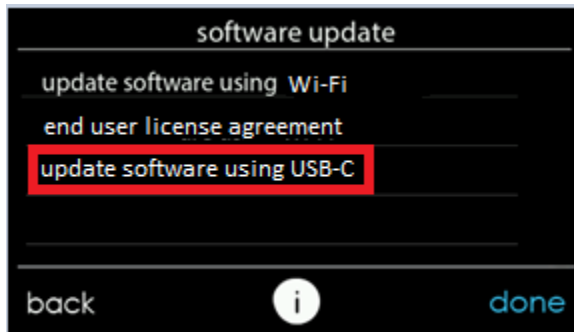 software update
update software using Wi-Fi
end user license agreement
update software using USB-C
back i done